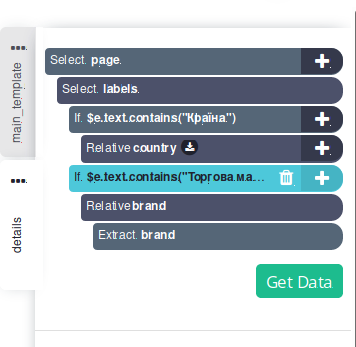 main_template
details
Select. page.
Select. labels.
If. $e.text.contains("Країна")
Relative country
If. $e.text.contains("Торгова ма...
Relative brand
Extract. brand
Get Data